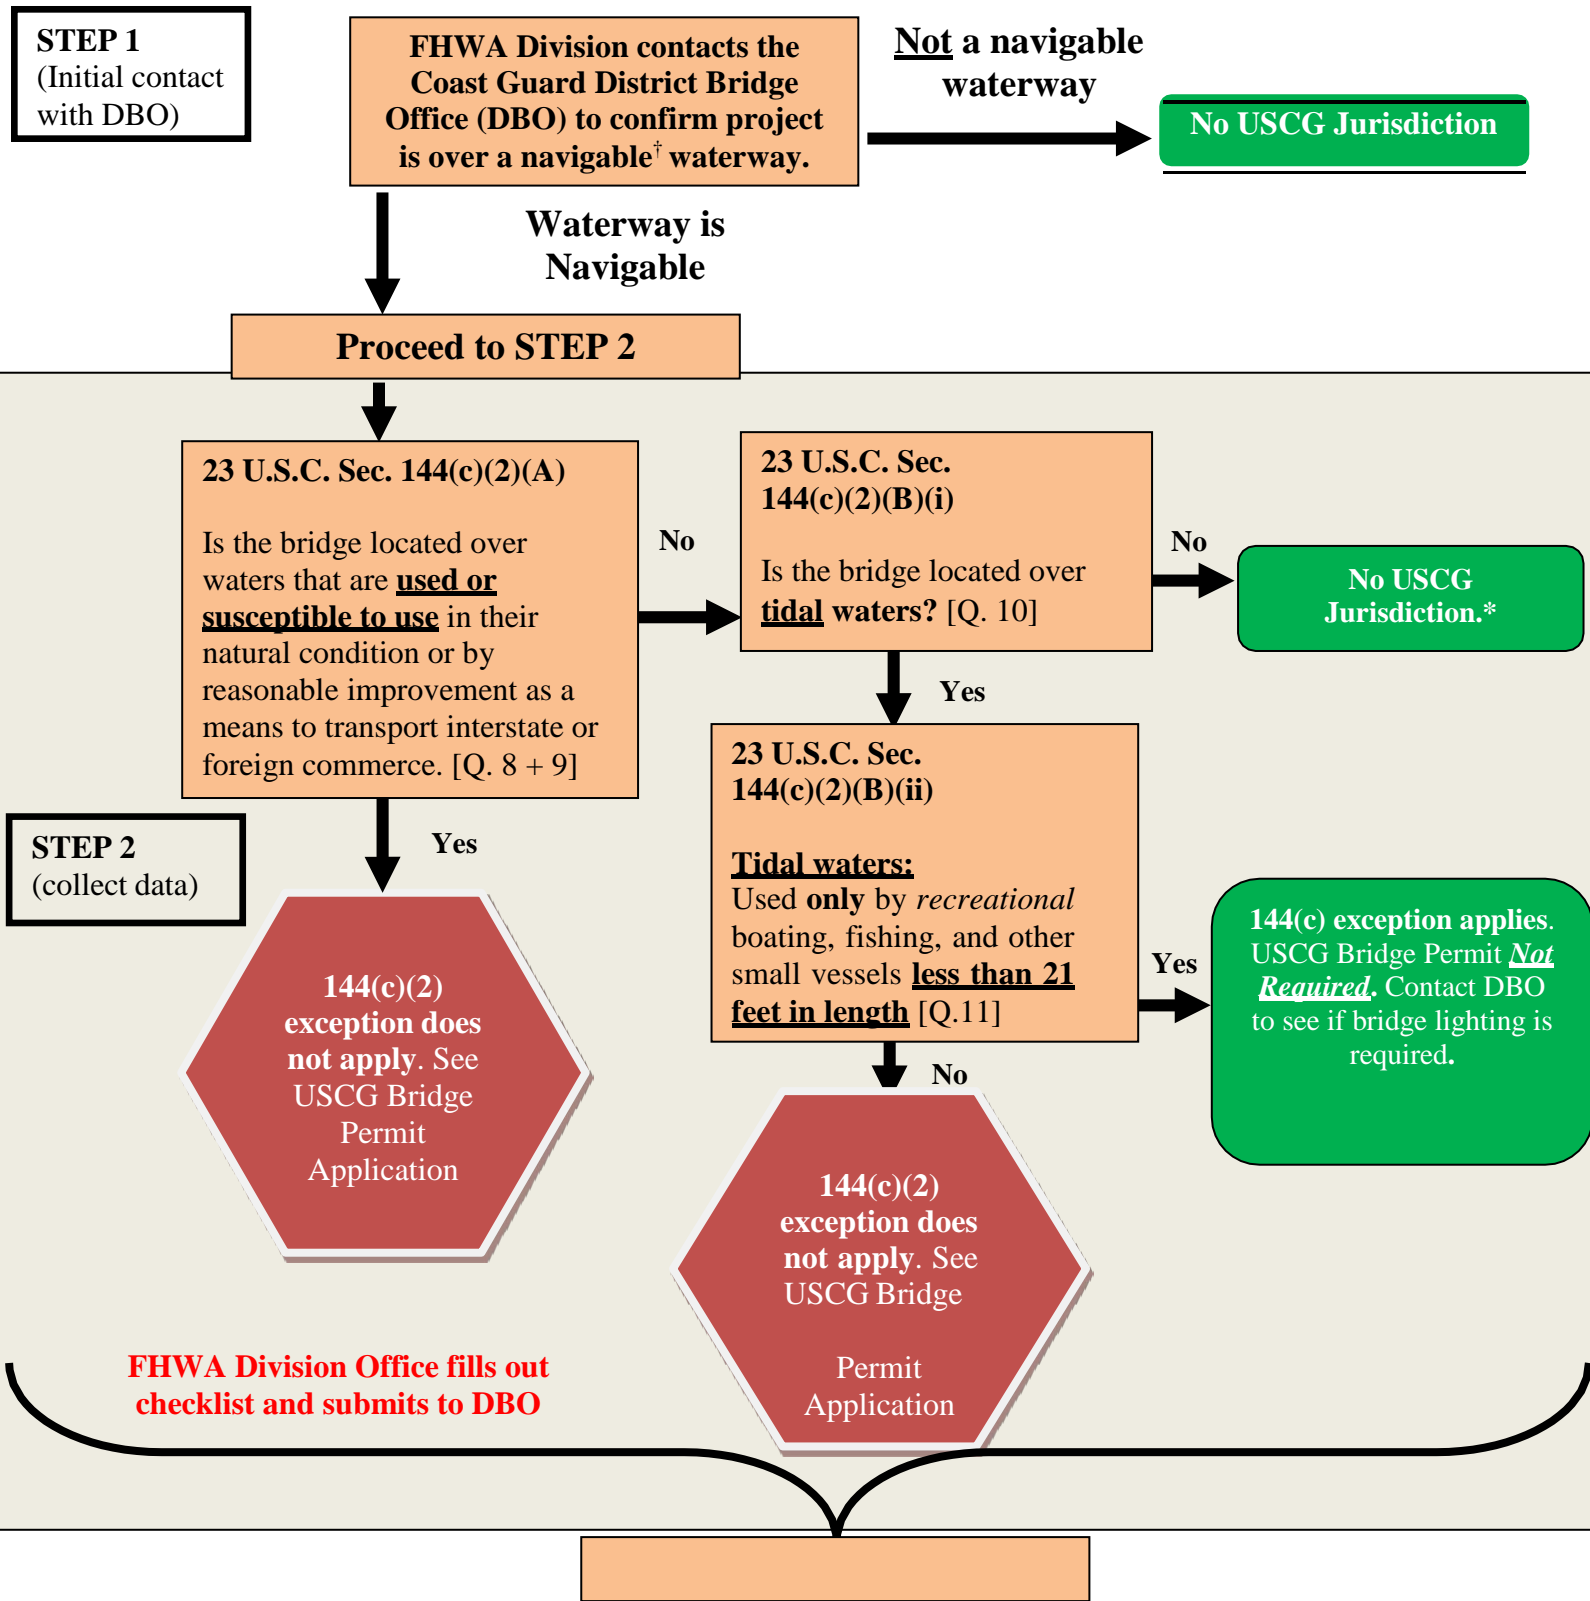 STEP 1
(Initial contact
with DBO)
FHWA Division contacts the
Coast Guard District Bridge
Office (DBO) to confirm project
is over a navigable† waterway.
Not a navigable
waterway
No USCG Jurisdiction
Waterway is
Navigable
Proceed to STEP 2
23 U.S.C. Sec. 144(c)(2)(A)
Is the bridge located over
waters that are used or
susceptible to use in their
natural condition or by
reasonable improvement as a
means to transport interstate or
foreign commerce. [Q. 8 + 9]
No
23 U.S.C. Sec.
144(c)(2)(B)(i)
Is the bridge located over
tidal waters? [Q. 10]
No
No USCG
Jurisdiction.*
Yes
23 U.S.C. Sec.
144(c)(2)(B)(ii)
Tidal waters:
Used only by recreational
boating, fishing, and other
small vessels less than 21
feet in length [Q.11]
Yes
144(c) exception applies.
USCG Bridge Permit Not
Required. Contact DBO
to see if bridge lighting is
required.
STEP 2
(collect data)
Yes
144(c)(2)
exception does
not apply. See
USCG Bridge
Permit
Application
No
144(c)(2)
exception does
not apply. See
USCG Bridge
Permit
Application
FHWA Division Office fills out
checklist and submits to DBO